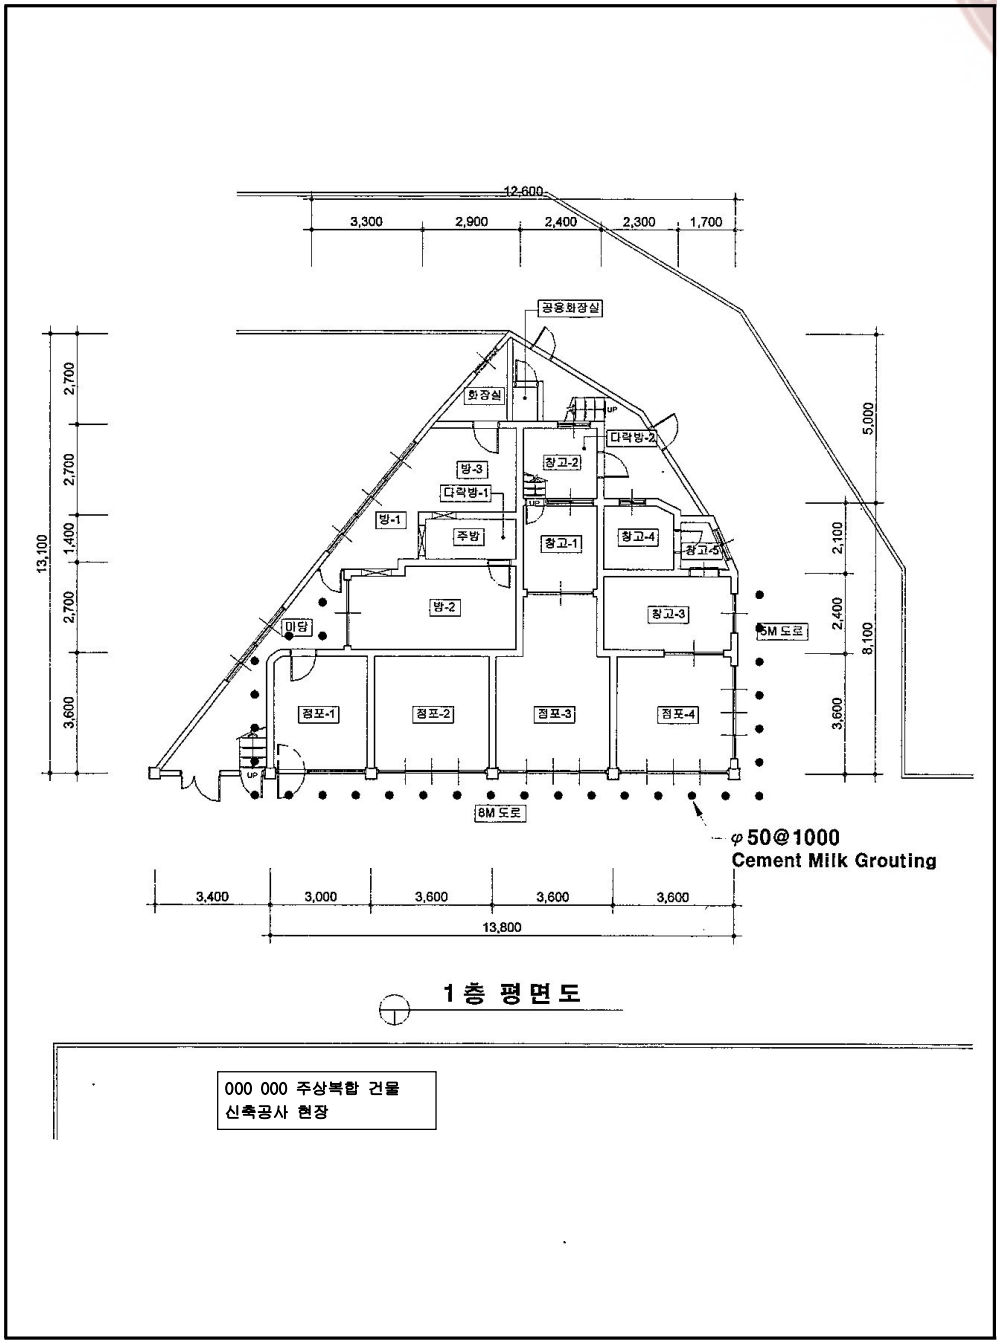 12,600
3,300
2,900
2,400
2,300
1,700
공용화장실
2,700
화장실
UP
5,000
다락방-2
창고-2
방-3
2,700
다락방-1
UP
방-1
주방
창고-1
창고-4
창고-5
1,400
13,100
2,100
방-2
창고-3
2,700
2,400
마당
5M 도로
8,100
점포-1
점포-2
점포-3
점포-4
3,600
3,600
UP
8M 도로
φ 50@1000
Cement Milk Grouting
3,400
3,000
3,600
3,600
3,600
13,800
1층 평면도
000 000 주상복합 건물
신축공사 현장